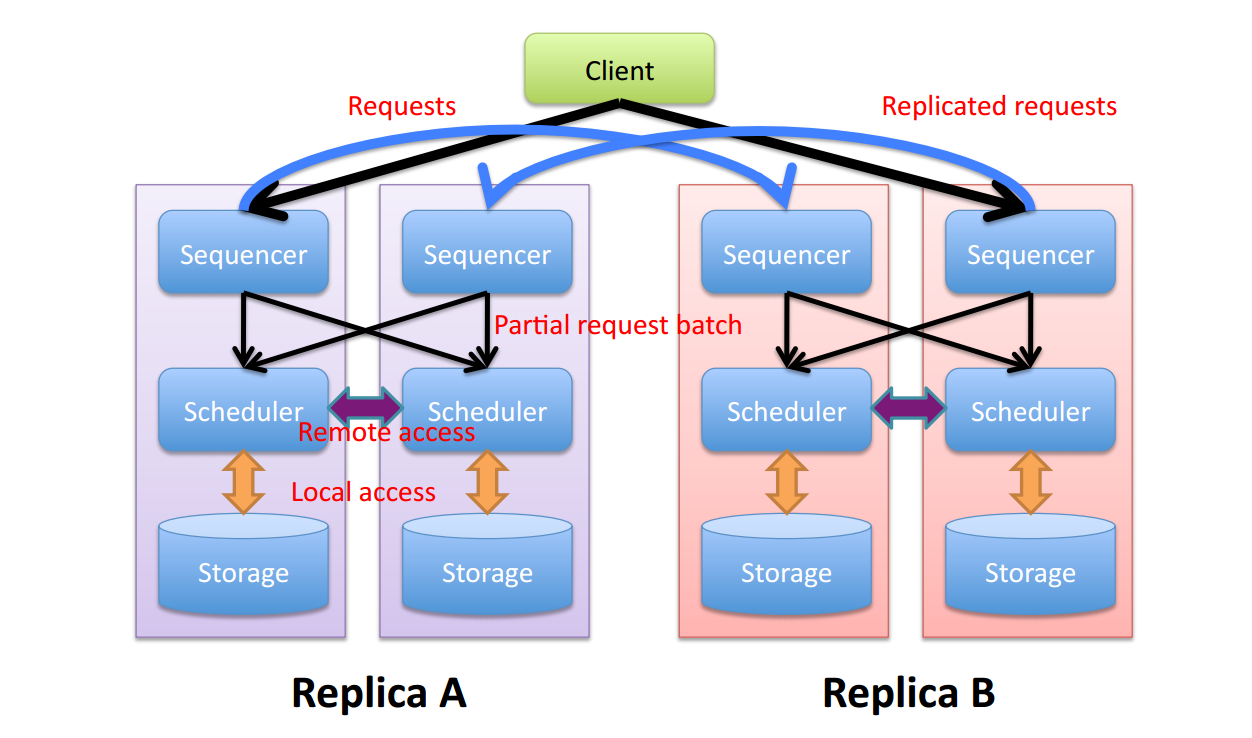 Client
Requests
Replicated requests
Sequencer
Sequencer
Sequencer
Sequencer
Partial request batch
Scheduler
Scheduler
Scheduler
Scheduler
Remote access
Local access
Storage
Storage
Storage
Storage
Replica A
Replica B